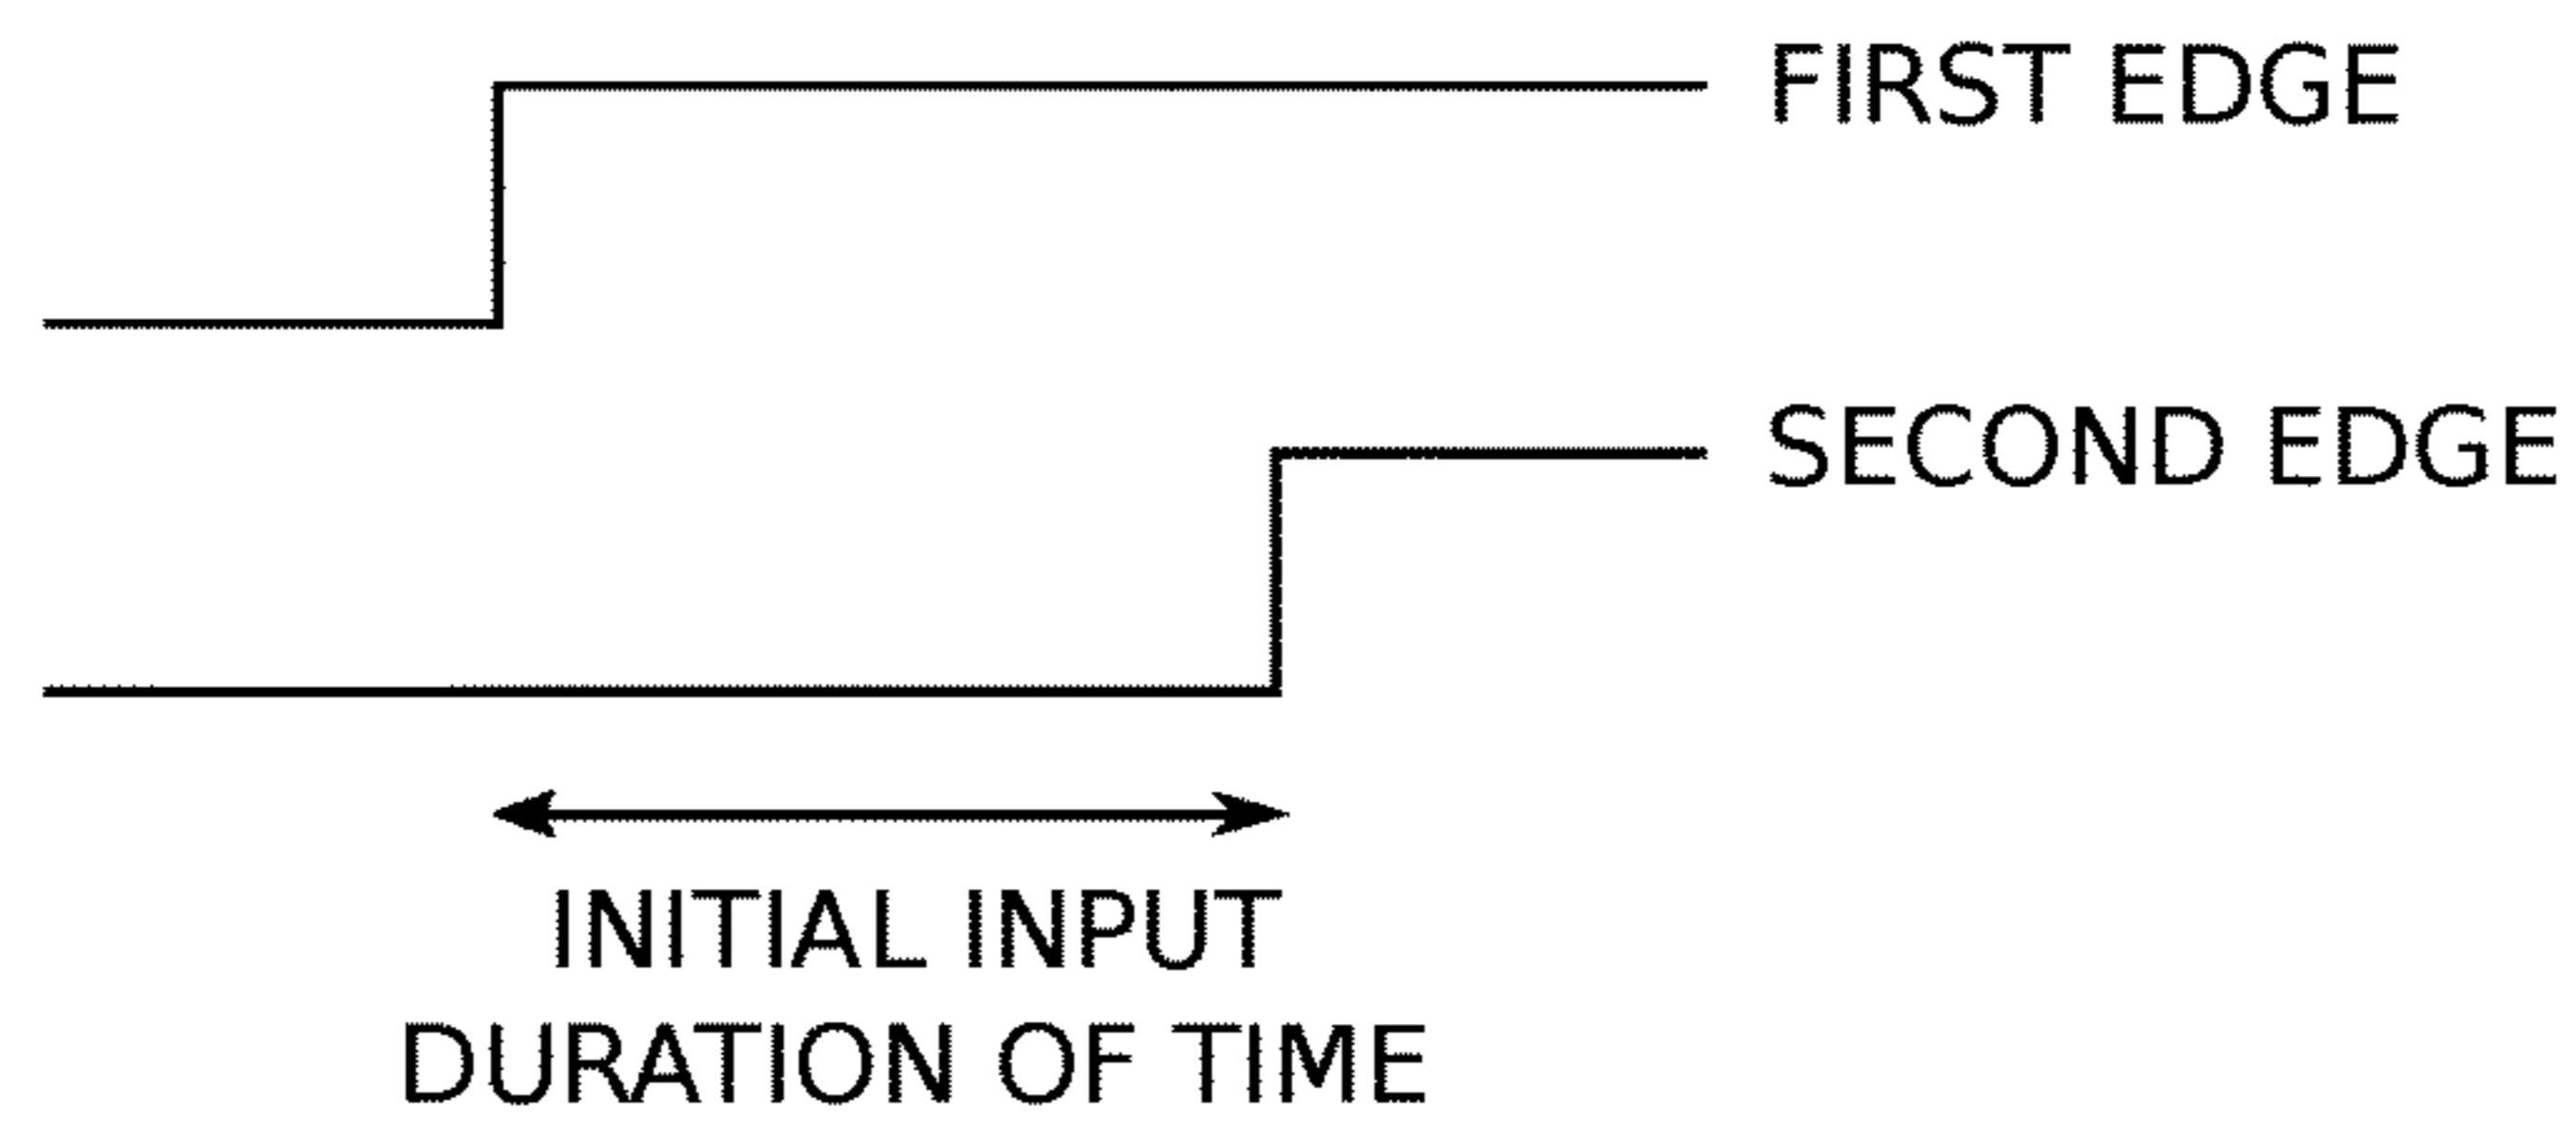 FIRST EDGE
SECOND EDGE
INITIAL INPUT
DURATION OF TIME